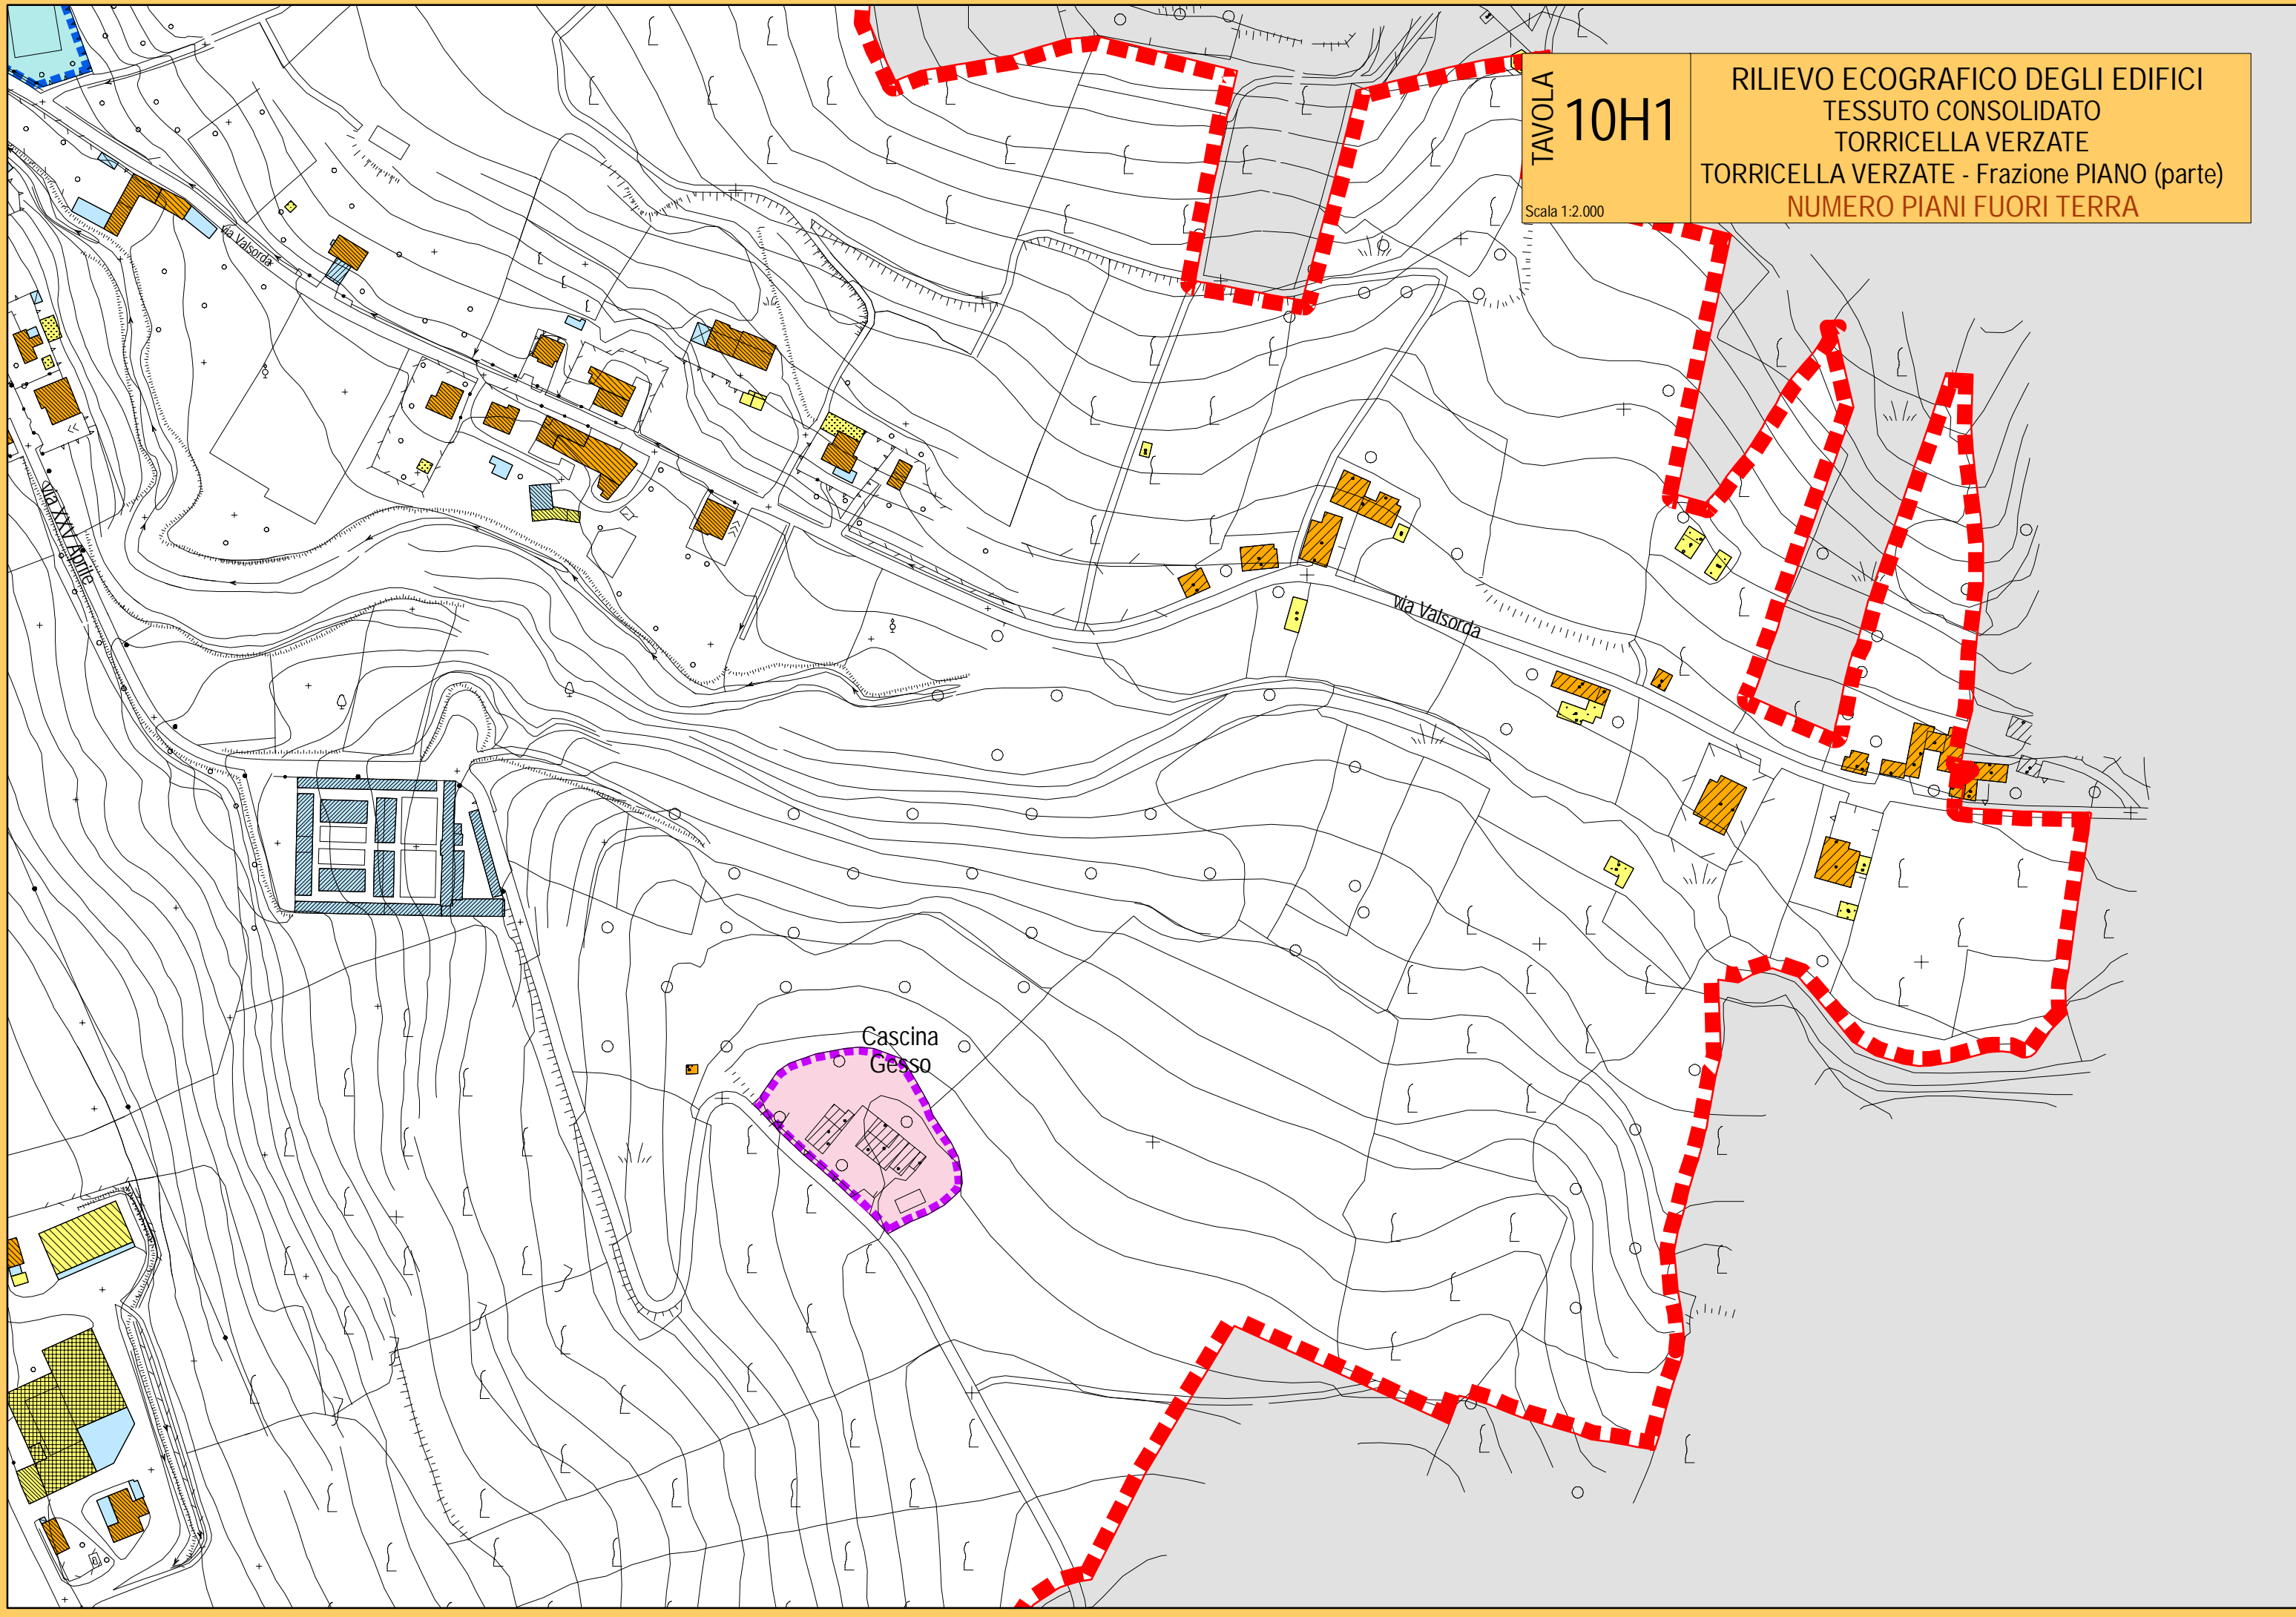 TAVOLA
10H1
Scala 1:2.000
RILIEVO ECOGRAFICO DEGLI EDIFICI
TESSUTO CONSOLIDATO
TORRICELLA VERZATE
TORRICELLA VERZATE - Frazione PIANO (parte)
NUMERO PIANI FUORI TERRA
via Valsorda
via XXV Aprile
via Valsorda
Cascina
Gesso